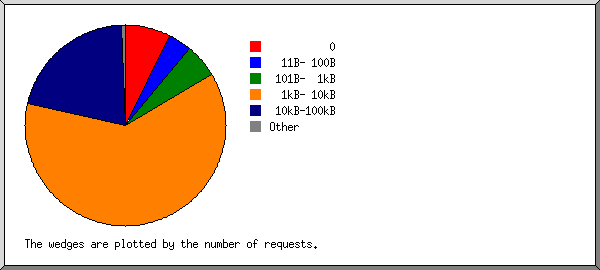 0
11B- 100B
101B- 1kB
1kB- 10kB
10kB-100kB
Other
The wedges are plotted by the number of requests.